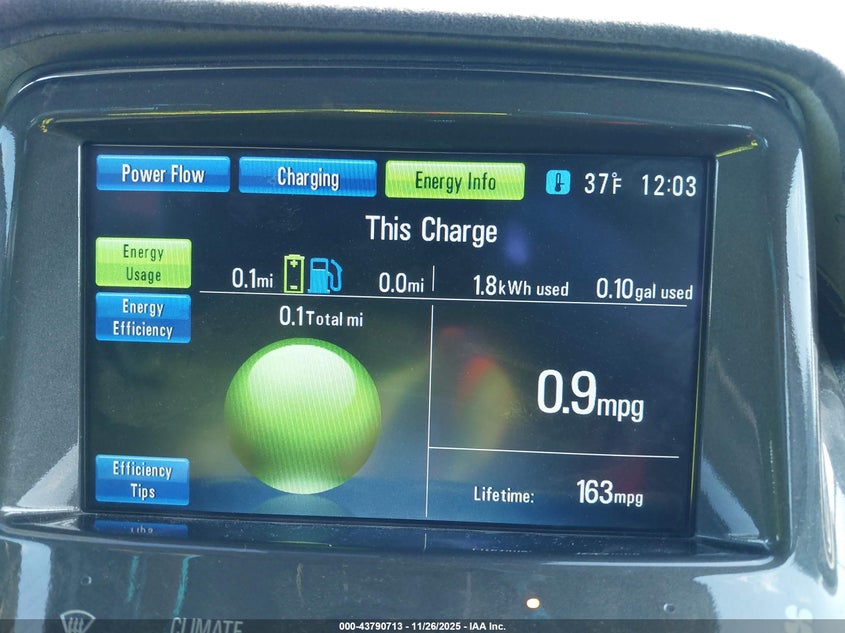 Power Flow Charging Energy Info 37°F 12:03
This Charge
Energy
Usage
0.1mi 0.0mi 1.8kWh used 0.10gal used
Energy
Efficiency
0.1Total mi
0.9mpg
Efficiency
Tips
Lifetime: 163mpg
CLIMATE
000-43790713 - 11/26/2025 - IAA Inc.